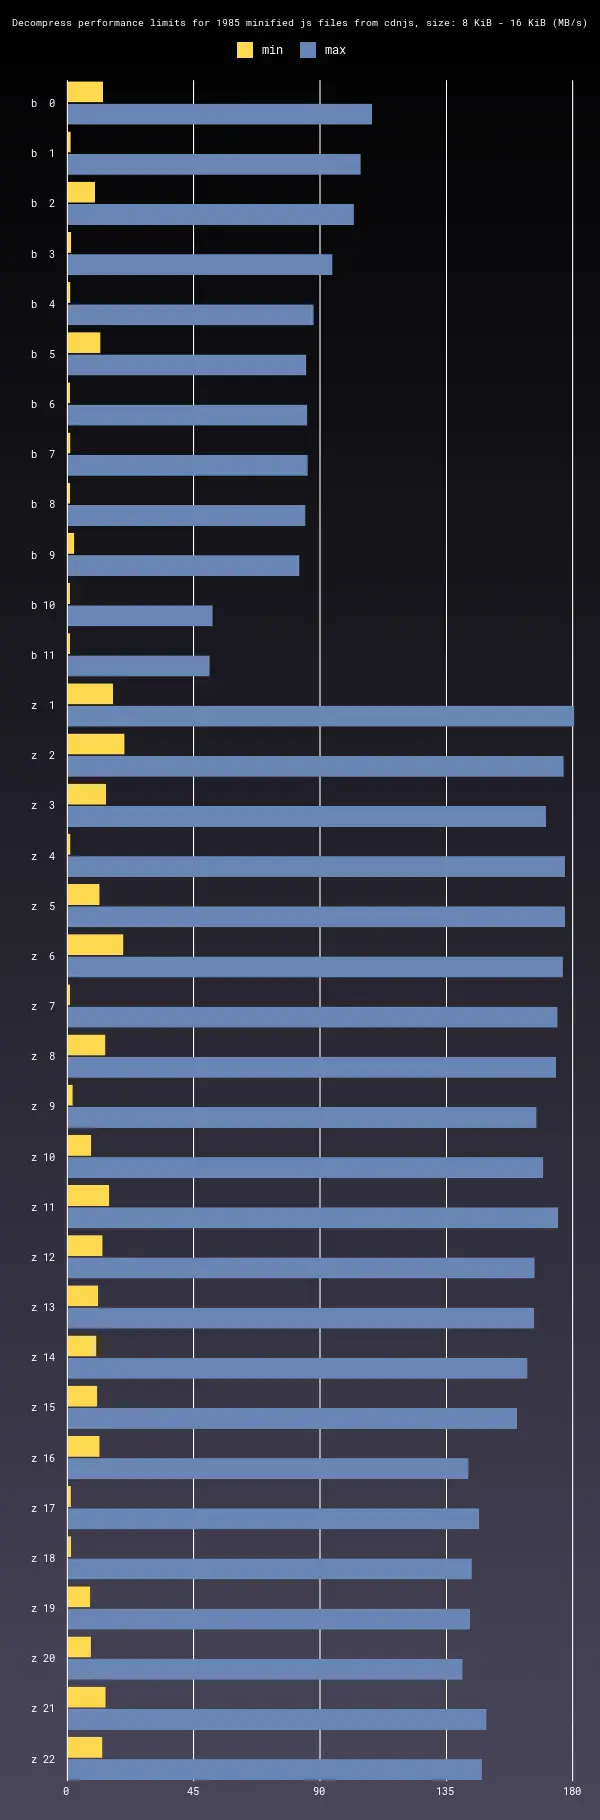 Decompress performance limits for 1985 minified js files from cdnjs, size: 8 KiB - 16 KiB (MB/s)
min max
b 0
b 1
b 2
b 3
b 4
b 5
b 6
b 7
b 8
b 9
b 10
b 11
z 1
z 2
z 3
z 4
z 5
z 6
z 7
z 8
z 9
z 10
z 11
z 12
z 13
z 14
z 15
z 16
z 17
z 18
z 19
z 20
z 21
z 22
0 45 90 135 180